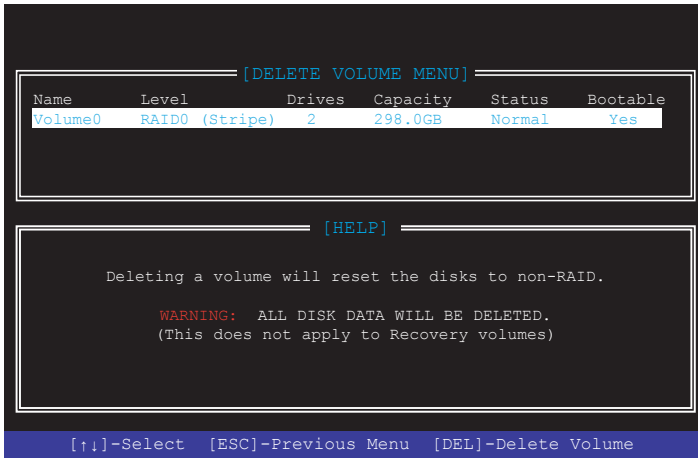 [DELETE VOLUME MENU]
Name Level Drives Capacity Status Bootable
Volume0 RAID0 (Stripe) 2 298.0GB Normal Yes
[HELP]
Deleting a volume will reset the disks to non-RAID.
WARNING: ALL DISK DATA WILL BE DELETED.
(This does not apply to Recovery volumes)
[↑↓]-Select [ESC]-Previous Menu [DEL]-Delete Volume